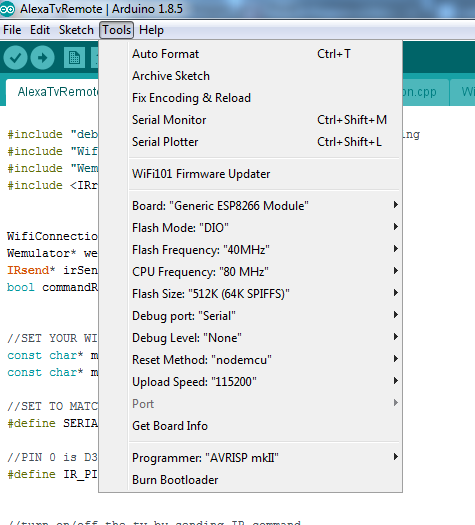 AlexaTvRemote | Arduino 1.8.5
File Edit Sketch Tools Help
AlexaTvRemote
on.cpp
Wi
Auto Format Ctrl+T
Archive Sketch
Fix Encoding & Reload
Serial Monitor Ctrl+Shift+M
Serial Plotter Ctrl+Shift+L
WiFi101 Firmware Updater
Board: "Generic ESP8266 Module"
Flash Mode: "DIO"
Flash Frequency: "40MHz"
CPU Frequency: "80 MHz"
Flash Size: "512K (64K SPIFFS)"
Debug port: "Serial"
Debug Level: "None"
Reset Method: "nodemcu"
Upload Speed: "115200"
Port
Get Board Info
Programmer: "AVRISP mkII"
Burn Bootloader
#include "deb
ing
#include "Wif
#include "Wem
#include <IRr
WifiConnection
Wemulator* we
IRsend* irSen
bool commandR
//SET YOUR WI
const char* m
const char* m
//SET TO MATC
#define SERIA
//PIN 0 is D3
#define IR_PI
//turn on/off the tv by sending IR command